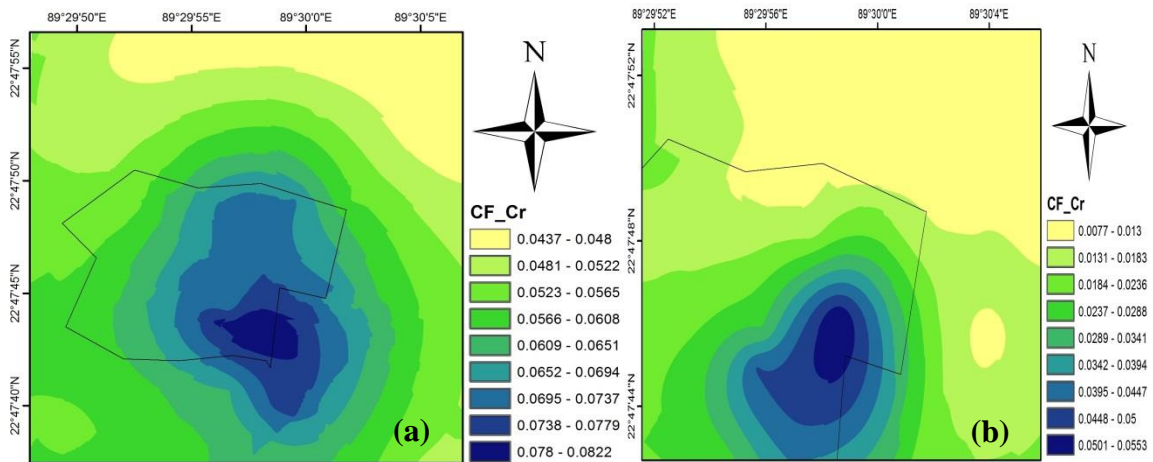 89°29'50"E 89°29'55"E 89°30'0"E 89°30'5"E
22°47'55"N
22°47'50"N
22°47'45"N
22°47'40"N
N
CF_Cr
0.0437 - 0.048
0.0481 - 0.0522
0.0523 - 0.0565
0.0566 - 0.0608
0.0609 - 0.0651
0.0652 - 0.0694
0.0695 - 0.0737
0.0738 - 0.0779
0.078 - 0.0822
(a)
89°29'52"E 89°29'56"E 89°30'0"E 89°30'4"E
22°47'52"N
22°47'48"N
22°47'44"N
N
CF_Cr
0.0077 - 0.013
0.0131 - 0.0183
0.0184 - 0.0236
0.0237 - 0.0288
0.0289 - 0.0341
0.0342 - 0.0394
0.0395 - 0.0447
0.0448 - 0.05
0.0501 - 0.0553
(b)